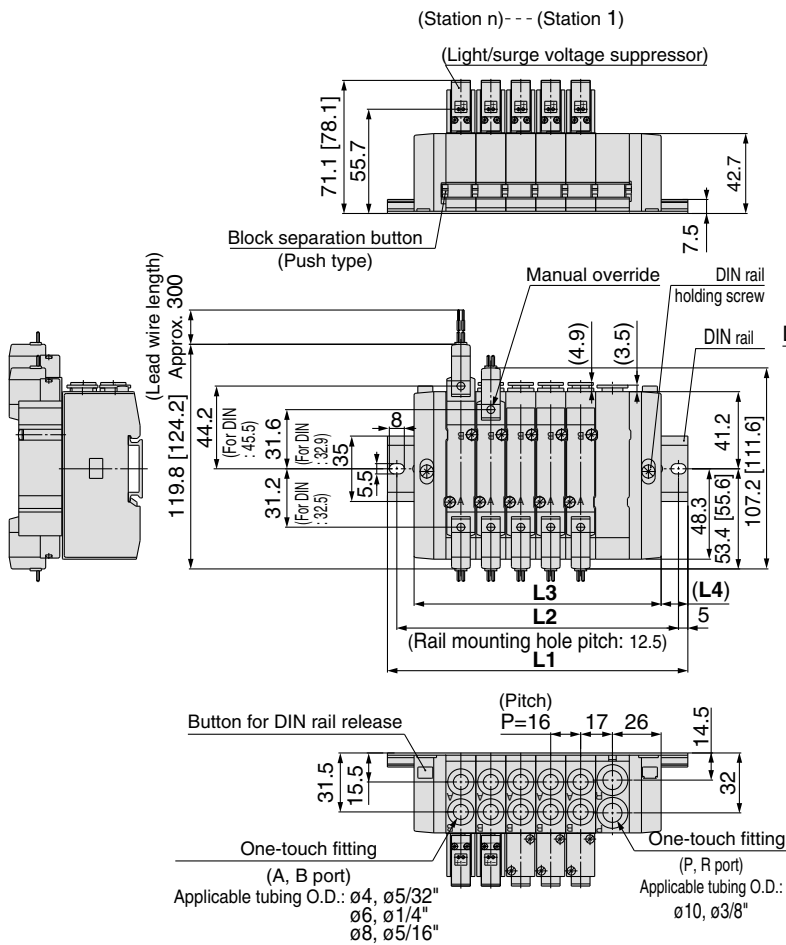 (Station n)--- (Station 1)
(Light/surge voltage suppressor)
71.1 [78.1]
55.7
42.7
7.5
Block separation button
(Push type)
Manual override
DIN rail
holding screw
DIN rail
(Lead wire length)
Approx. 300
(4.9)
(3.5)
119.8 [124.2]
44.2
(For DIN
: 45.5)
31.6
(For DIN
: 32.9)
8
35
5.5
31.2
(For DIN
: 32.5)
B B B B B
A A A A A
41.2
48.3
53.4 [55.6]
107.2 [111.6]
L3
(L4)
L2
5
(Rail mounting hole pitch: 12.5)
L1
(Pitch)
P=16
17
26
14.5
Button for DIN rail release
31.5
15.5
32
One-touch fitting
(A, B port)
Applicable tubing O.D.: ø4, ø5/32"
ø6, ø1/4"
ø8, ø5/16"
One-touch fitting
(P, R port)
Applicable tubing O.D.:
ø10, ø3/8"